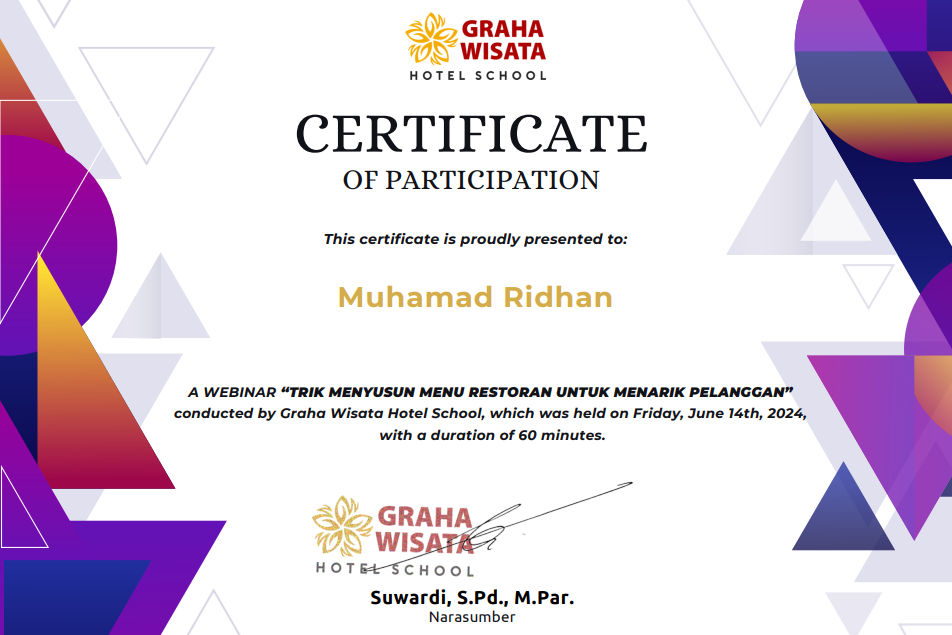 GRAHA
WISATA
HOTEL SCHOOL
CERTIFICATE
OF PARTICIPATION
This certificate is proudly presented to:
Muhamad Ridhan
A WEBINAR “TRIK MENYUSUN MENU RESTORAN UNTUK MENARIK PELANGGAN”
conducted by Graha Wisata Hotel School, which was held on Friday, June 14th, 2024,
with a duration of 60 minutes.
GRAHA
WISATA
HOTEL SCHOOL
Suwardi, S.Pd., M.Par.
Narasumber